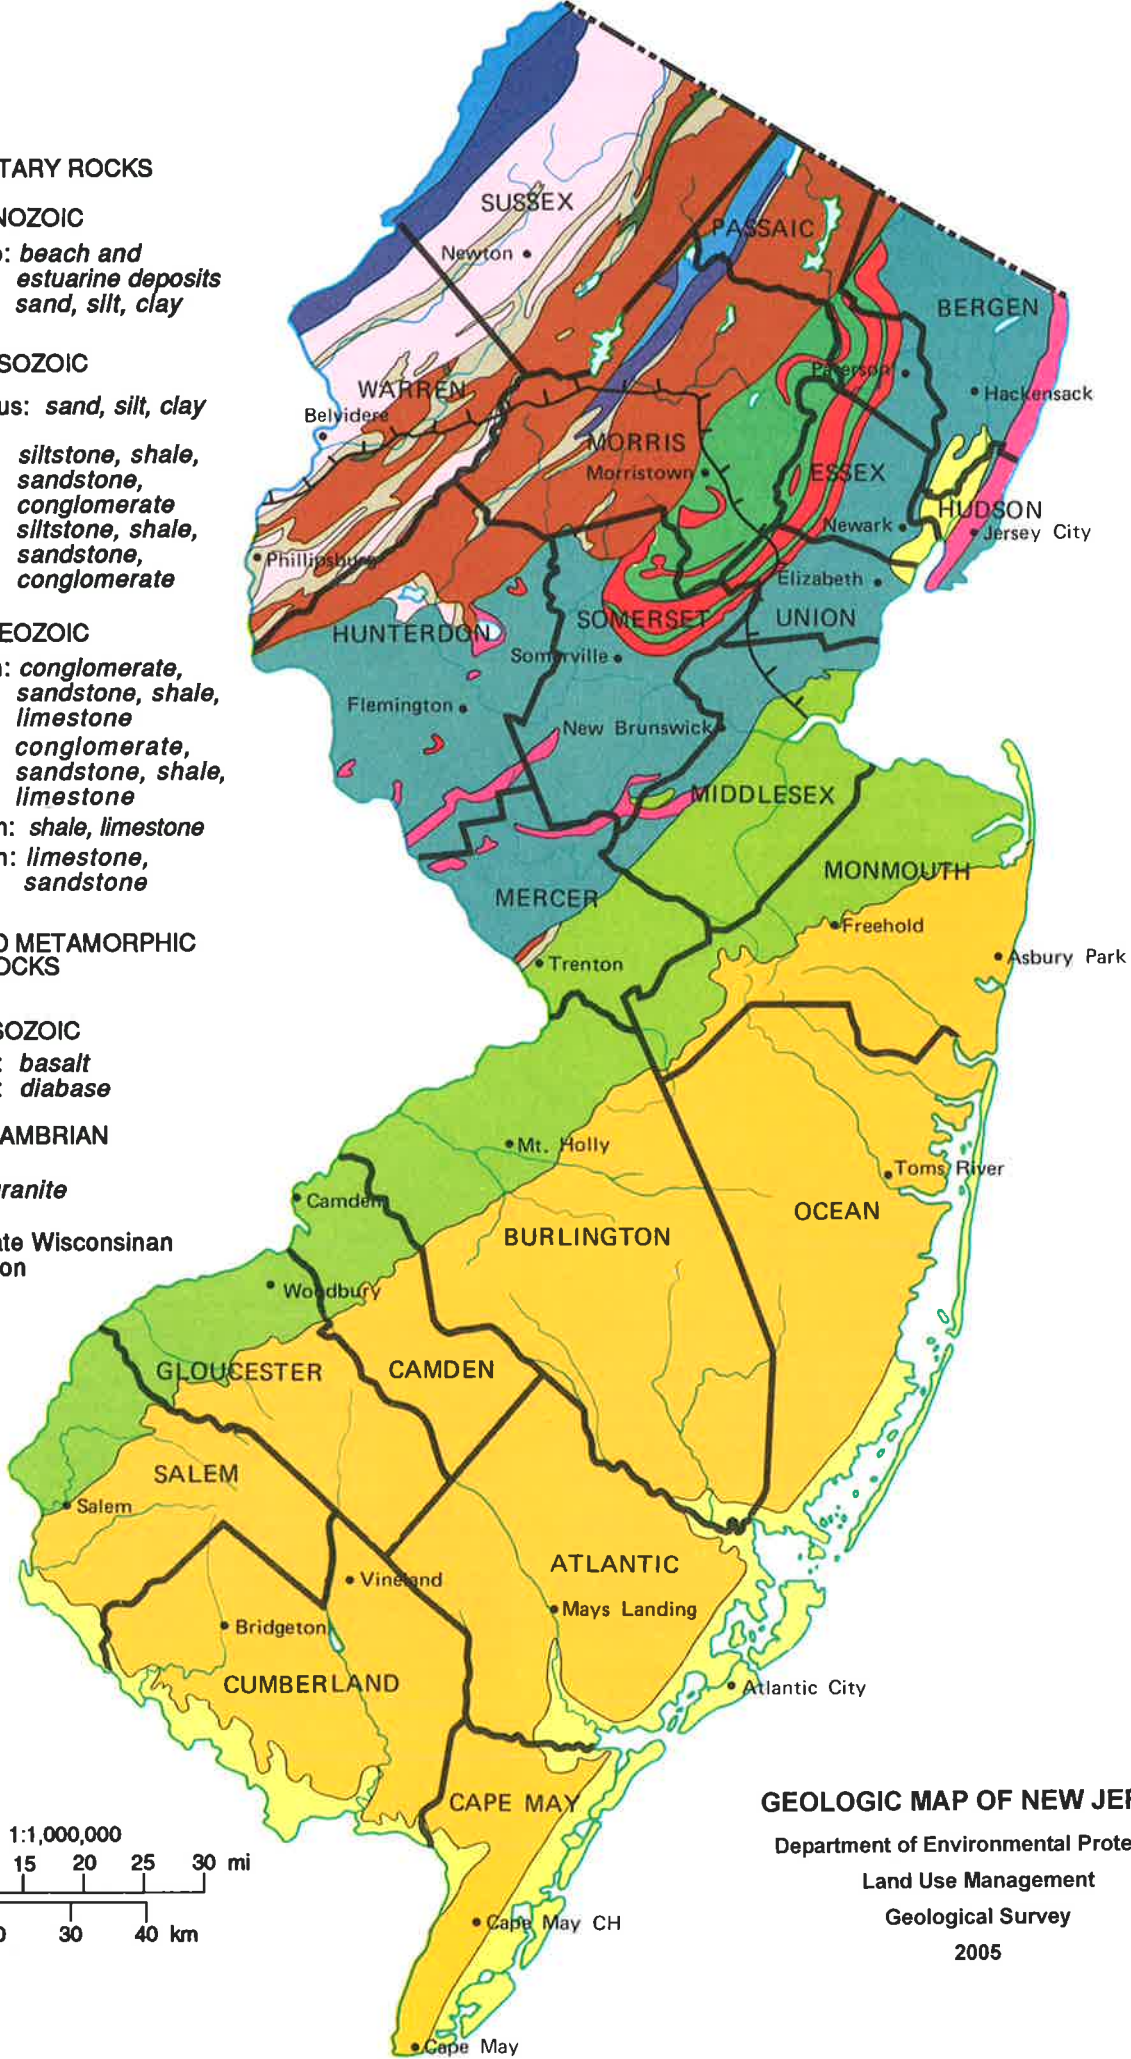 TARY ROCKS
NOZOIC
: beach and
estuarine deposits
sand, silt, clay
SOZOIC
us: sand, silt, clay
siltstone, shale,
sandstone,
conglomerate
siltstone, shale,
sandstone,
conglomerate
EOZOIC
n: conglomerate,
sandstone, shale,
limestone
conglomerate,
sandstone, shale,
limestone
n: shale, limestone
n: limestone,
sandstone
D METAMORPHIC
OCKS
SOZOIC
: basalt
: diabase
AMBRIAN
granite
ate Wisconsinan
on
SUSSEX
Newton
PASSAIC
BERGEN
Paterson
Hackensack
WARREN
Belvidere
MORRIS
Morristown
ESSEX
HUDSON
Newark
Jersey City
Phillipsburg
Elizabeth
HUNTERDON
SOMERSET
UNION
Somerville
Flemington
New Brunswick
MIDDLESEX
MONMOUTH
MERCER
Freehold
Trenton
Asbury Park
Mt. Holly
Toms River
Camden
OCEAN
BURLINGTON
Woodbury
GLOUCESTER
CAMDEN
SALEM
Salem
ATLANTIC
Vineland
Mays Landing
Bridgeton
CUMBERLAND
Atlantic City
CAPE MAY
Cape May CH
Cape May
1:1,000,000
15 20 25 30 mi
0 30 40 km
GEOLOGIC MAP OF NEW JER
Department of Environmental Prote
Land Use Management
Geological Survey
2005